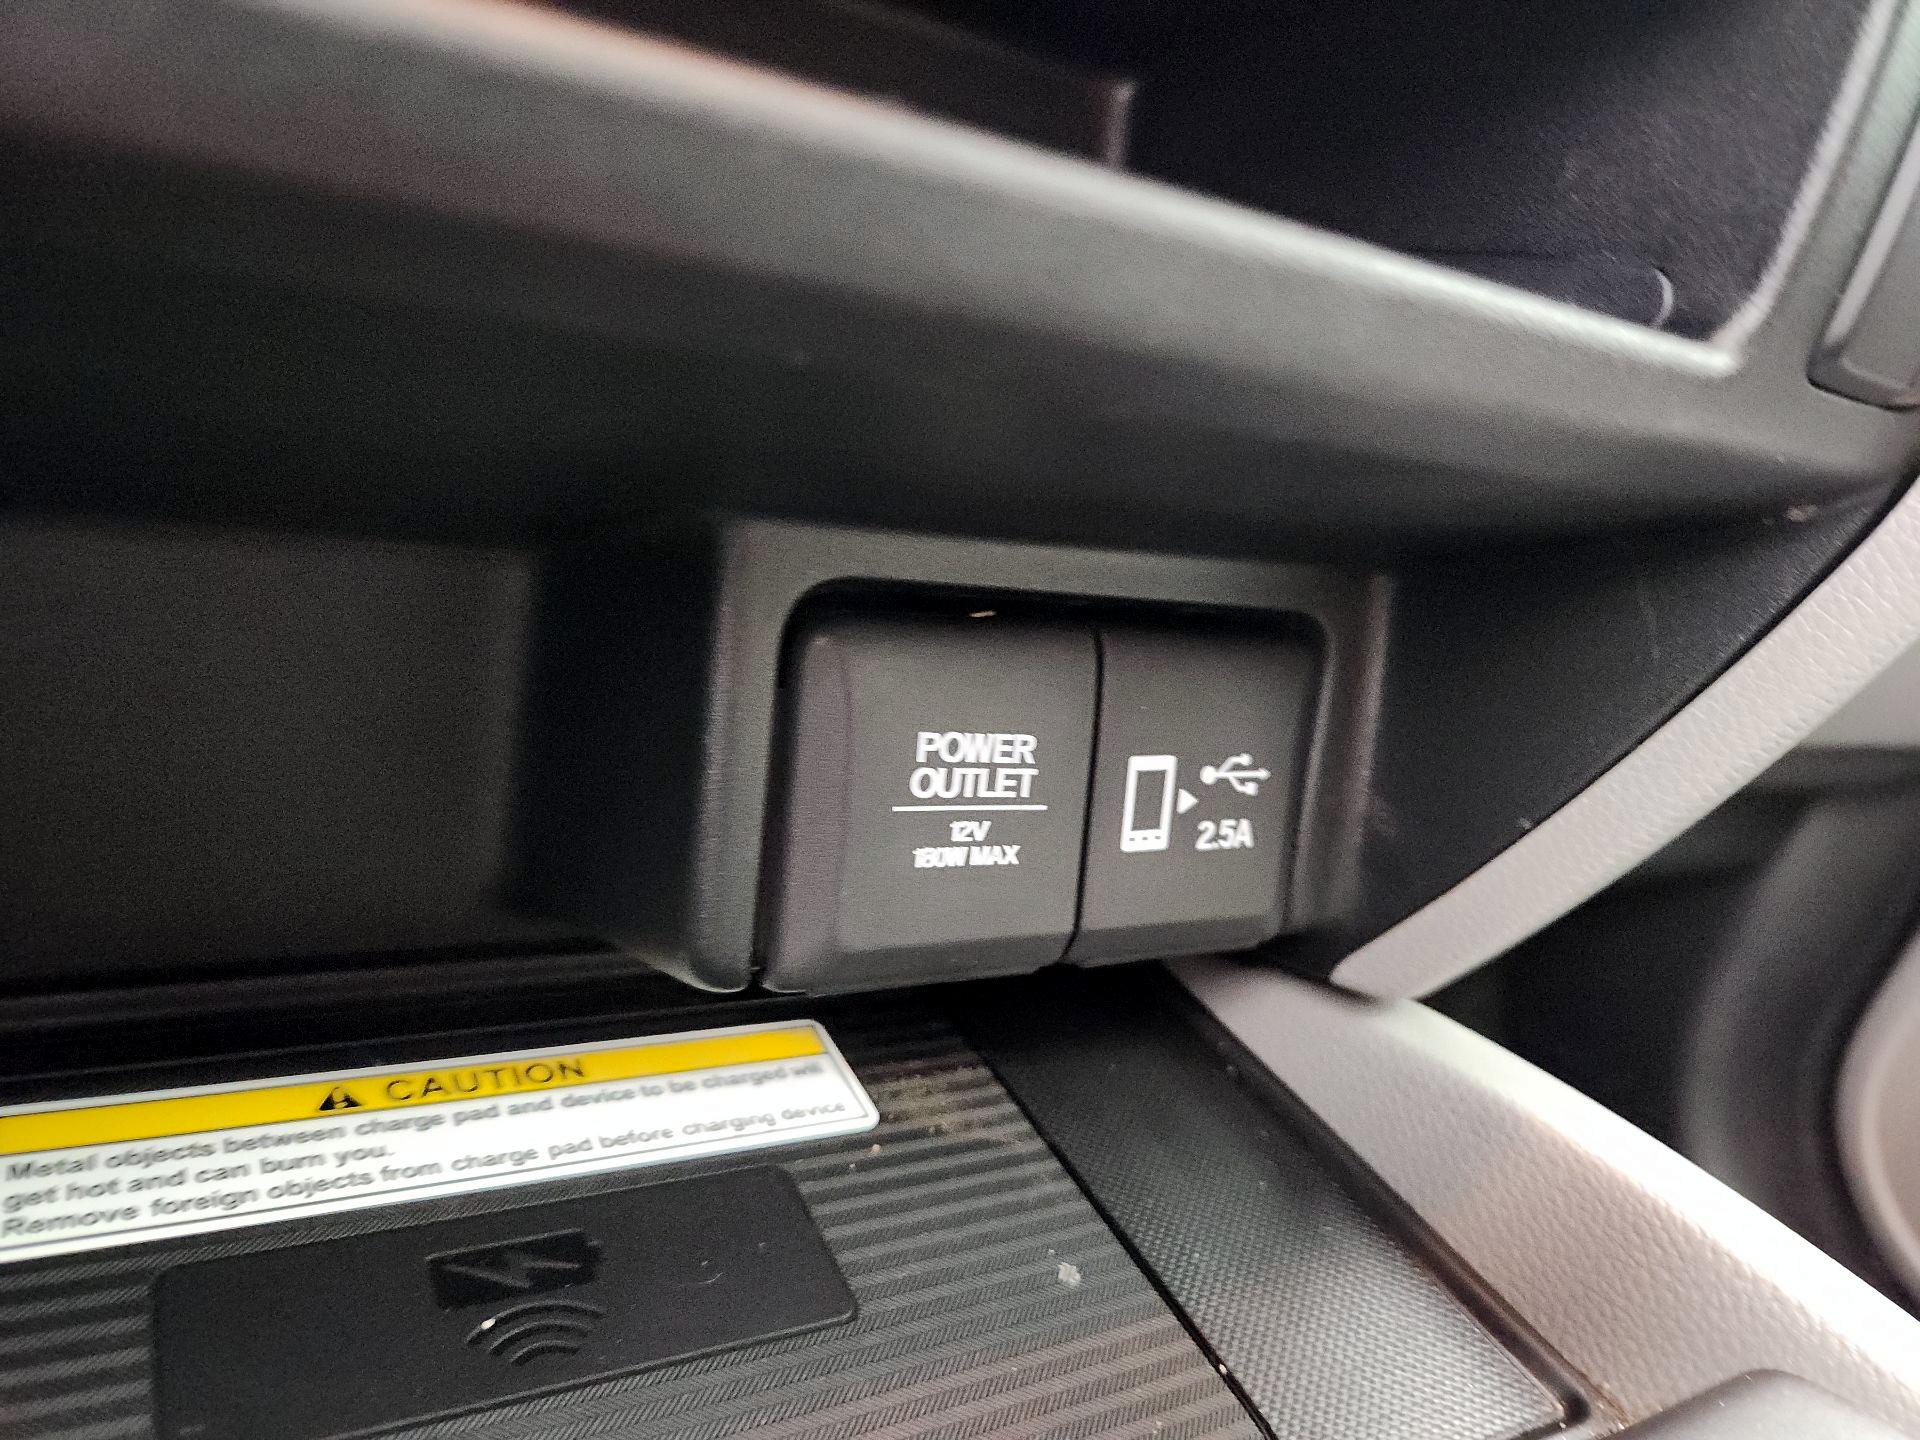 POWER
OUTLET
12V
180W MAX
2.5A
CAUTION
Metal objects between charge pad and device to be charged will
get hot and can burn you.
Remove foreign objects from charge pad before charging device